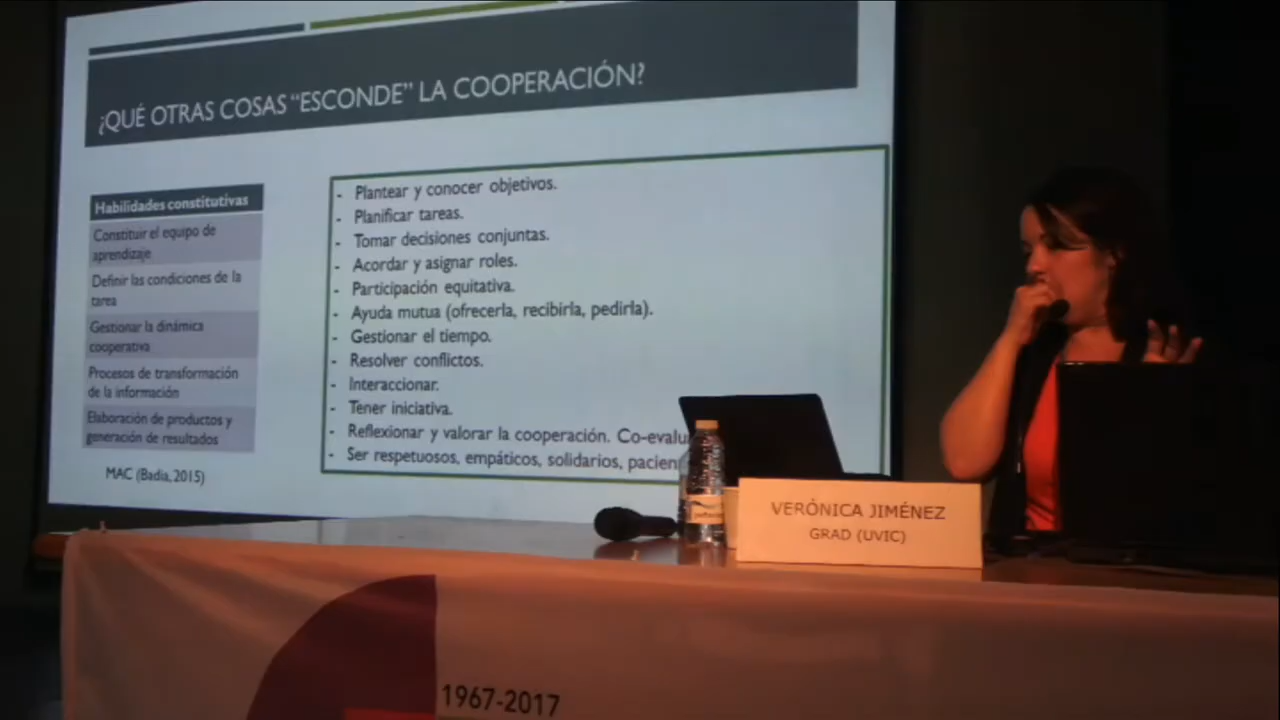 ¿QUÉ OTRAS COSAS “ESCONDE” LA COOPERACIÓN?
Habilidades constitutivas
Constituir el equipo de
aprendizaje
Definir las condiciones de la
tarea
Gestionar la dinámica
cooperativa
Procesos de transformación
de la información
Elaboración de productos y
generación de resultados
MAC (Badia, 2015)
- Plantear y conocer objetivos.
- Planificar tareas.
- Tomar decisiones conjuntas.
- Acordar y asignar roles.
- Participación equitativa.
- Ayuda mutua (ofrecerla, recibirla, pedirla).
- Gestionar el tiempo.
- Resolver conflictos.
- Interaccionar.
- Tener iniciativa.
- Reflexionar y valorar la cooperación. Co-evalu
- Ser respetuosos, empáticos, solidarios, pacien
VERÒNICA JIMÉNEZ
GRAD (UVIC)
1967-2017